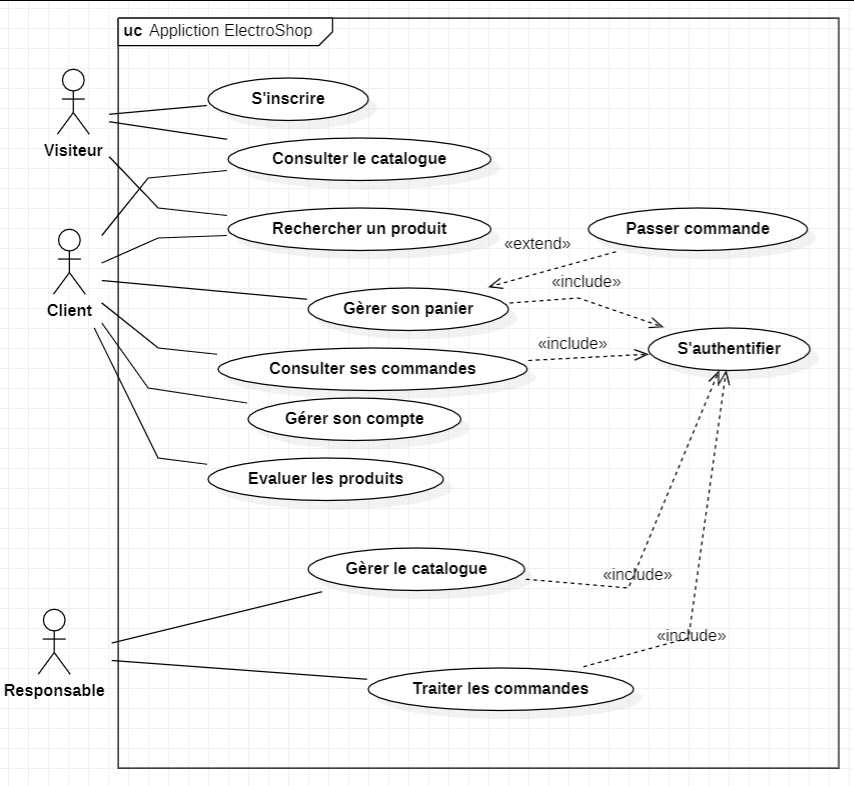 uc Appliction ElectroShop
S'inscrire
Visiteur
Consulter le catalogue
Rechercher un produit
Passer commande
«extend»
«include»
Client
Gèrer son panier
«include»
S'authentifier
Consulter ses commandes
Gérer son compte
Evaluer les produits
Gèrer le catalogue
«include»
«include»
Responsable
Traiter les commandes